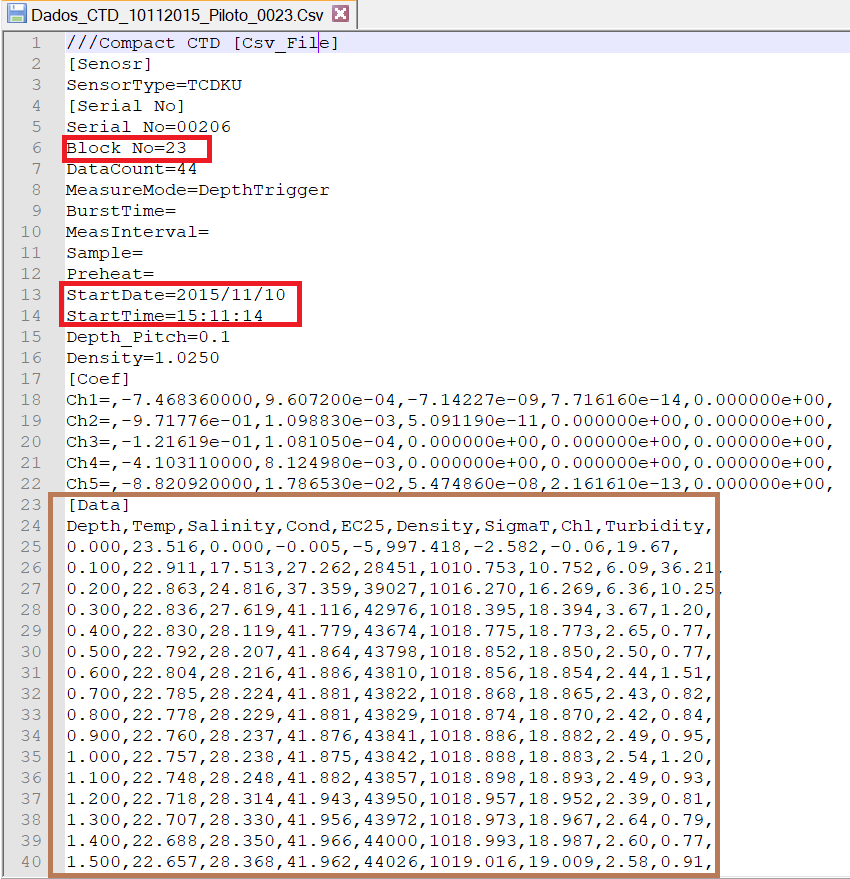 Dados_CTD_10112015_Piloto_0023.Csv
1 ///Compact CTD [Csv_File]
2 [Senosr]
3 SensorType=TCDKU
4 [Serial No]
5 Serial No=00206
6 Block No=23
7 DataCount=44
8 MeasureMode=DepthTrigger
9 BurstTime=
10 MeasInterval=
11 Sample=
12 Preheat=
13 StartDate=2015/11/10
14 StartTime=15:11:14
15 Depth_Pitch=0.1
16 Density=1.0250
17 [Coef]
18 Ch1=,-7.468360000,9.607200e-04,-7.14227e-09,7.716160e-14,0.000000e+00,
19 Ch2=,-9.71776e-01,1.098830e-03,5.091190e-11,0.000000e+00,0.000000e+00,
20 Ch3=,-1.21619e-01,1.081050e-04,0.000000e+00,0.000000e+00,0.000000e+00,
21 Ch4=,-4.103110000,8.124980e-03,0.000000e+00,0.000000e+00,0.000000e+00,
22 Ch5=,-8.820920000,1.786530e-02,5.474860e-08,2.161610e-13,0.000000e+00,
23 [Data]
24 Depth,Temp,Salinity,Cond,EC25,Density,SigmaT,Chl,Turbidity,
25 0.000,23.516,0.000,-0.005,-5,997.418,-2.582,-0.06,19.67,
26 0.100,22.911,17.513,27.262,28451,1010.753,10.752,6.09,36.21,
27 0.200,22.863,24.816,37.359,39027,1016.270,16.269,6.36,10.25,
28 0.300,22.836,27.619,41.116,42976,1018.395,18.394,3.67,1.20,
29 0.400,22.830,28.119,41.779,43674,1018.775,18.773,2.65,0.77,
30 0.500,22.792,28.207,41.864,43798,1018.852,18.850,2.50,0.77,
31 0.600,22.804,28.216,41.886,43810,1018.856,18.854,2.44,1.51,
32 0.700,22.785,28.224,41.881,43822,1018.868,18.865,2.43,0.82,
33 0.800,22.778,28.229,41.881,43829,1018.874,18.870,2.42,0.84,
34 0.900,22.760,28.237,41.876,43841,1018.886,18.882,2.49,0.95,
35 1.000,22.757,28.238,41.875,43842,1018.888,18.883,2.54,1.20,
36 1.100,22.748,28.248,41.882,43857,1018.898,18.893,2.49,0.93,
37 1.200,22.718,28.314,41.943,43950,1018.957,18.952,2.39,0.81,
38 1.300,22.707,28.330,41.956,43972,1018.973,18.967,2.64,0.79,
39 1.400,22.688,28.350,41.966,44000,1018.993,18.987,2.60,0.77,
40 1.500,22.657,28.368,41.962,44026,1019.016,19.009,2.58,0.91,